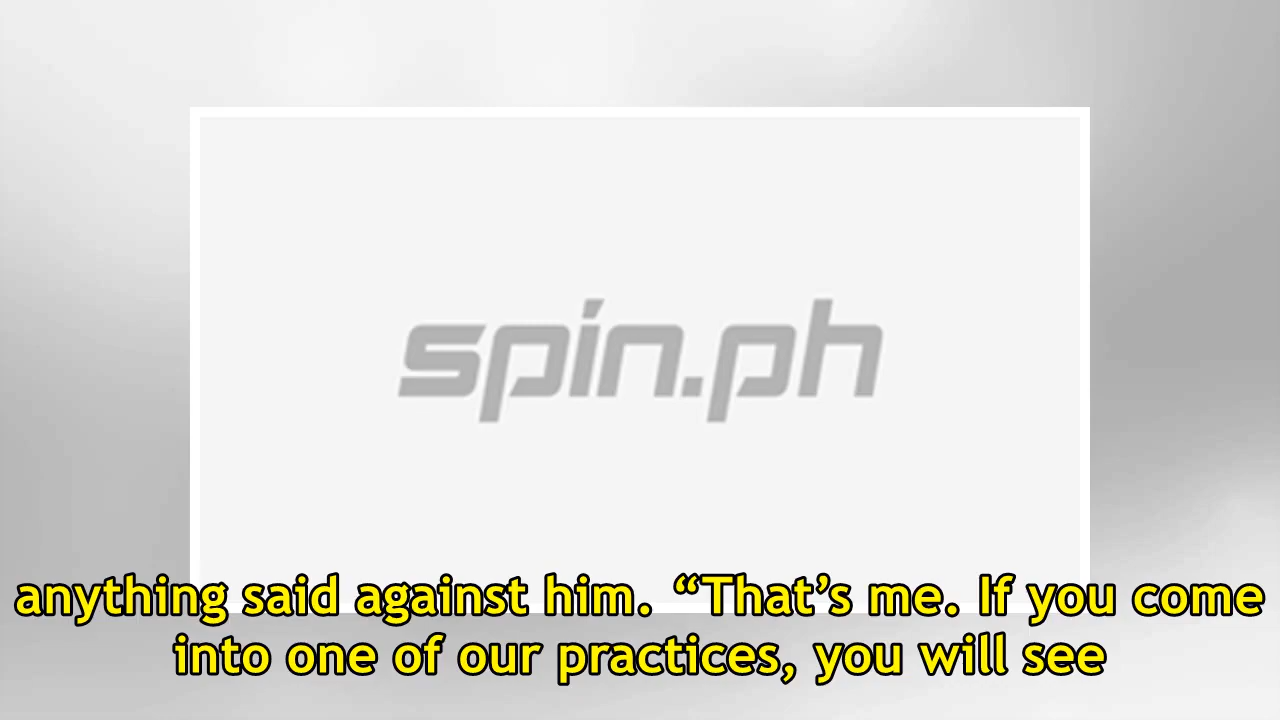 spin.ph
anything said against him. “That’s me. If you come
into one of our practices, you will see